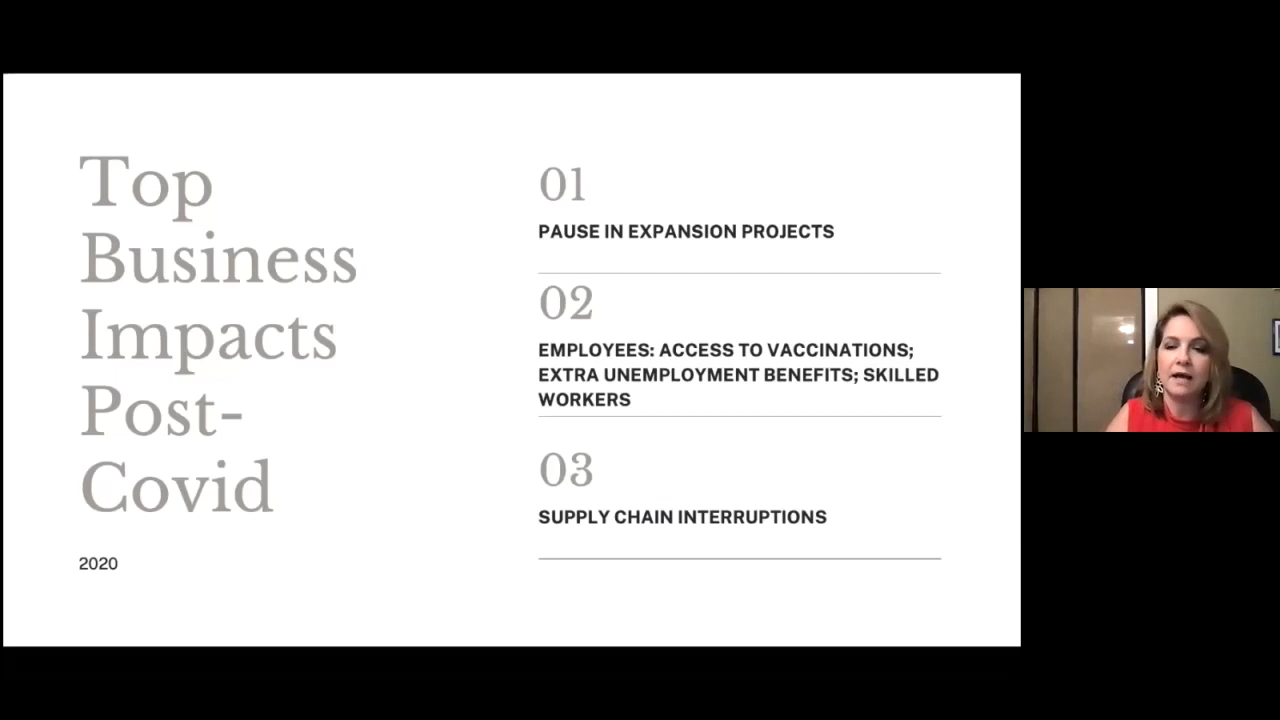 Top
Business
Impacts
Post-
Covid
2020
01
PAUSE IN EXPANSION PROJECTS
02
EMPLOYEES: ACCESS TO VACCINATIONS;
EXTRA UNEMPLOYMENT BENEFITS; SKILLED
WORKERS
03
SUPPLY CHAIN INTERRUPTIONS